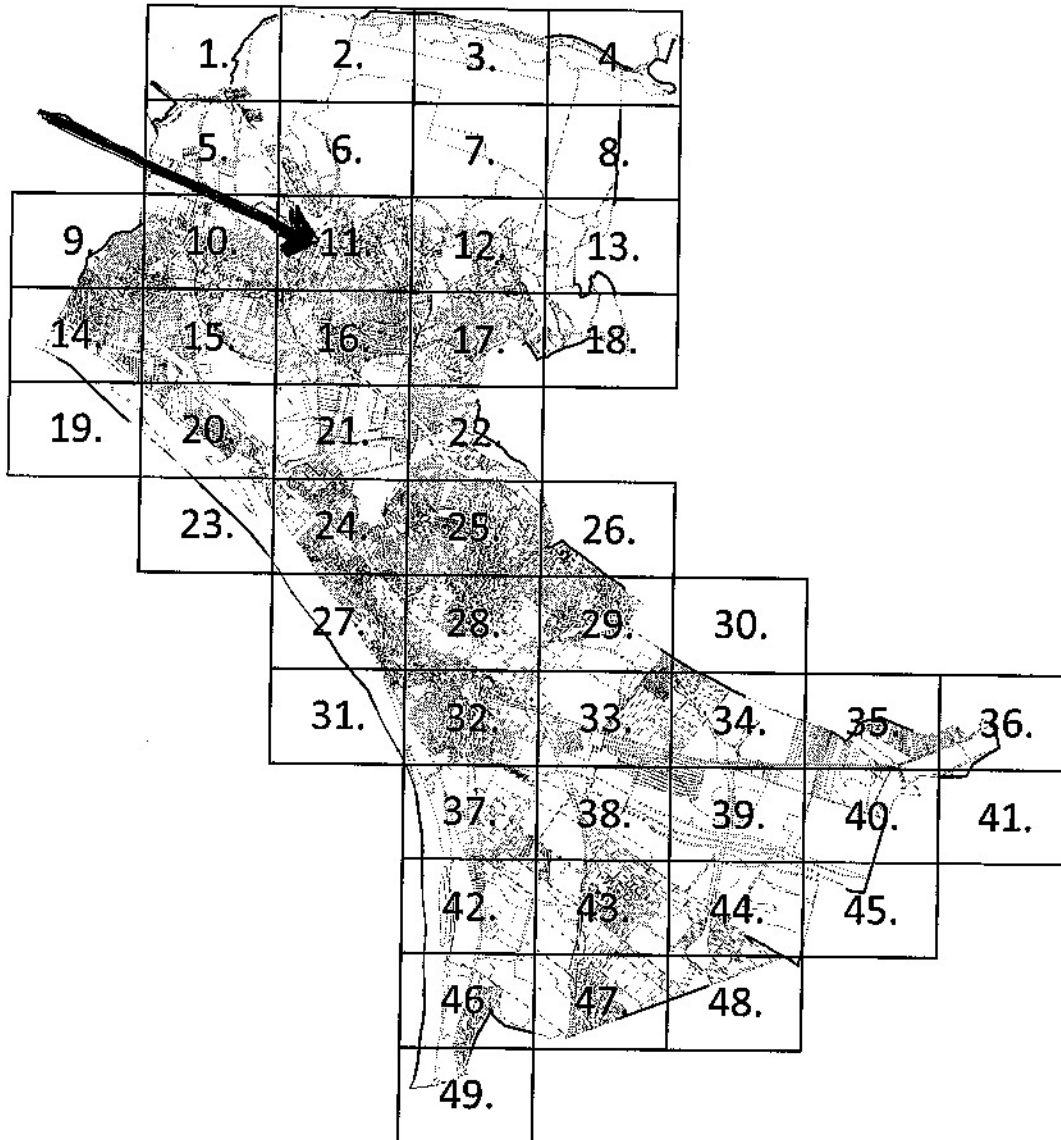 1. 2. 3. 4.
5. 6. 7. 8.
9. 10. 11. 12. 13.
14. 15. 16. 17. 18.
19. 20. 21. 22.
23. 24. 25. 26.
27. 28. 29. 30.
31. 32. 33. 34. 35. 36.
37. 38. 39. 40. 41.
42. 43. 44. 45.
46. 47. 48.
49.